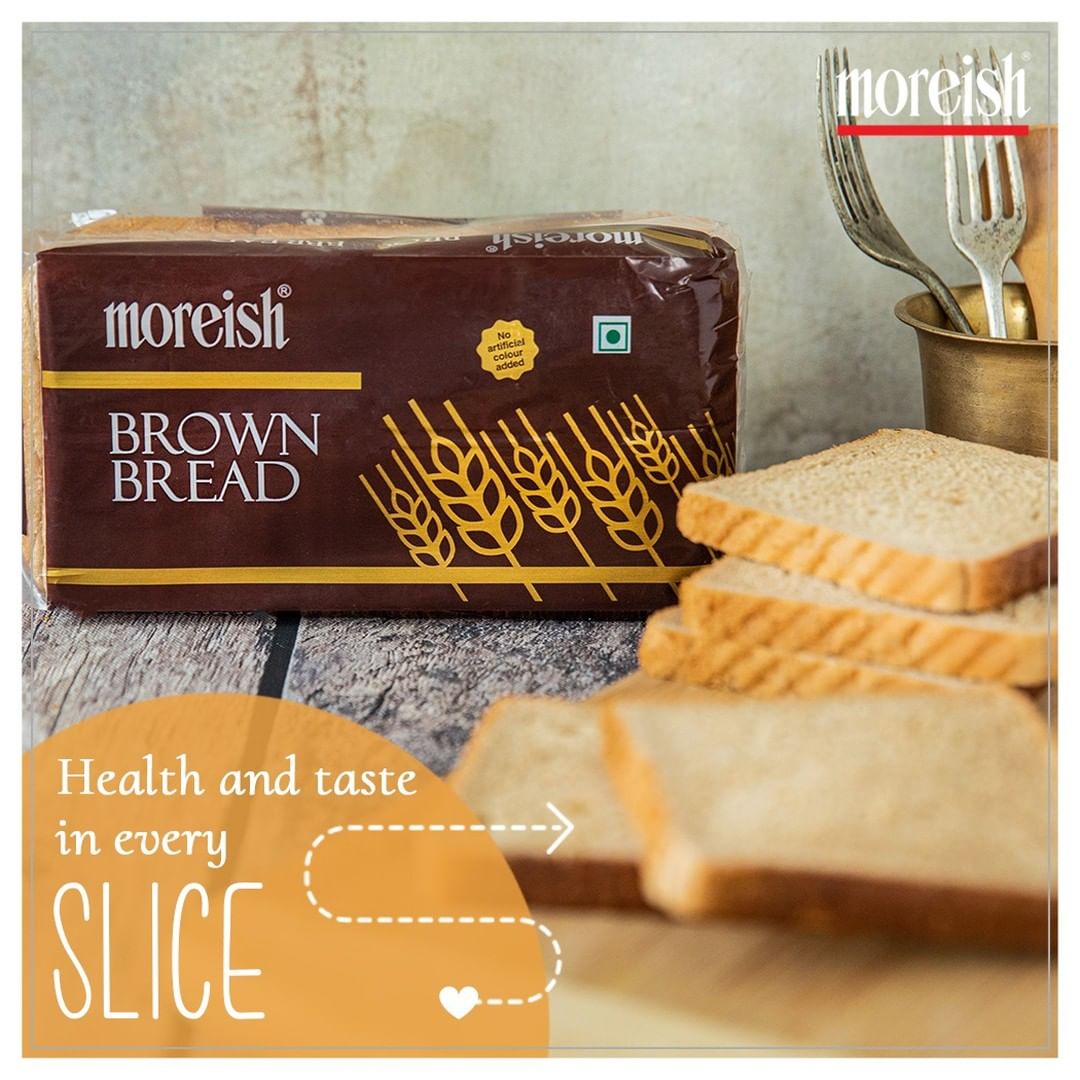 moreish®
moreish®
moreish®
BROWN
BREAD
No
artificial
colour
added
Health and taste
in every
SLICE